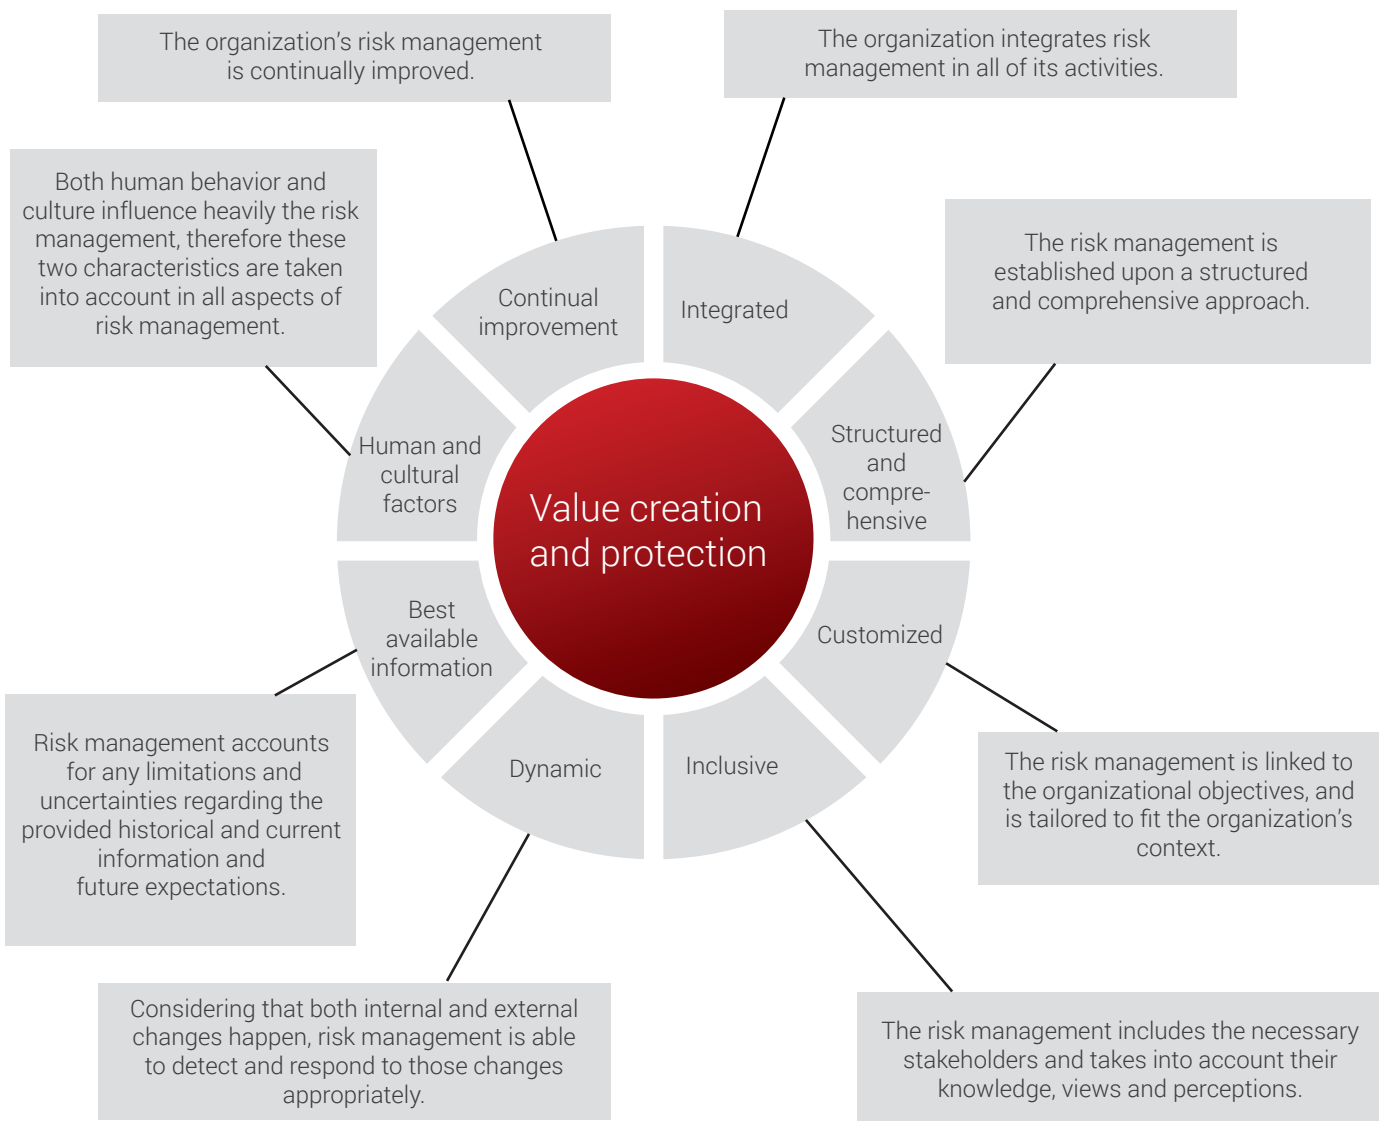 The organization’s risk management
is continually improved.
The organization integrates risk
management in all of its activities.
Both human behavior and
culture influence heavily the risk
management, therefore these
two characteristics are taken
into account in all aspects of
risk management.
The risk management is
established upon a structured
and comprehensive approach.
Continual
improvement
Integrated
Human and
cultural
factors
Structured
and
compre-
hensive
Value creation
and protection
Best
available
information
Customized
Dynamic
Inclusive
Risk management accounts
for any limitations and
uncertainties regarding the
provided historical and current
information and
future expectations.
The risk management is linked to
the organizational objectives, and
is tailored to fit the organization’s
context.
Considering that both internal and external
changes happen, risk management is able
to detect and respond to those changes
appropriately.
The risk management includes the necessary
stakeholders and takes into account their
knowledge, views and perceptions.